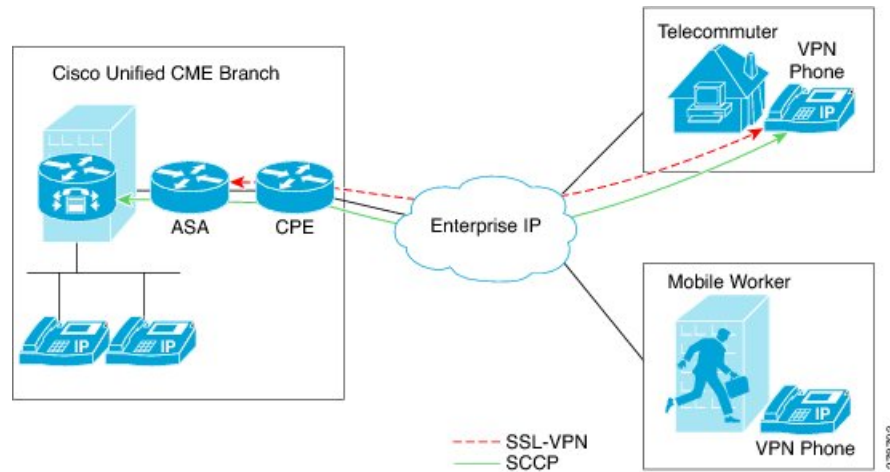 Cisco Unified CME Branch
ASA
CPE
IP
IP
Enterprise IP
Telecommuter
VPN
Phone
IP
Mobile Worker
IP
VPN Phone
SSL-VPN
SCCP